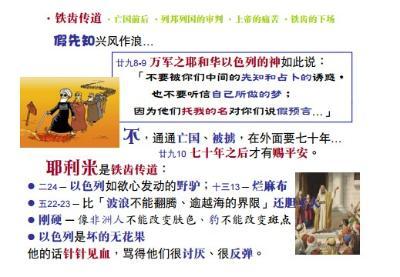 ·铁齿传道 ·亡国前后 ·列邦列国的审判 ·上帝的痛苦 ·铁齿的下场
假先知兴风作浪…
廿九8-9 万军之耶和华以色列的神如此说：
「不要被你们中间的先知和占卜的诱惑，
也不要听信自己所做的梦；
因为他们托我的名对你们说假预言…」
不，通通亡国、被掳，在外面要七十年…
廿九10 七十年之后才有赐平安。
耶利米是铁齿传道：
●二24 – 以色列如欲心发动的野驴；十三13 – 烂麻布
●五22-23 – 比「波浪不能翻腾、逾越海的界限」还胆
●刚硬 – 像非洲人不能改变肤色、豹不能改变斑点
●以色列是坏的无花果
他的话针针见血，骂得他们很讨厌、很反弹。